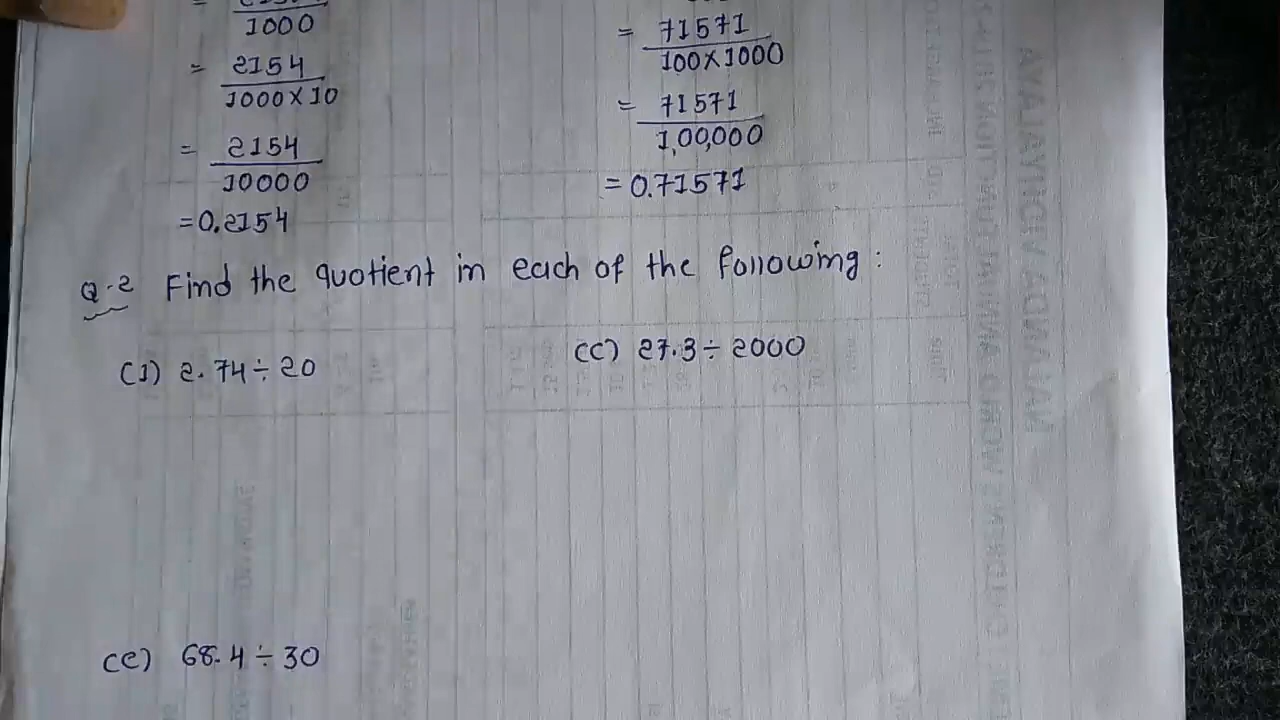 1000
= 2154
1000 × 10
= 2154
10000
= 0.2154
= 71571
100 × 1000
= 71571
1,00,000
= 0.71571
Q-2 Find the quotient in each of the following :
(1) 2.74 ÷ 20
(C) 27.3 ÷ 2000
(e) 68.4 ÷ 30